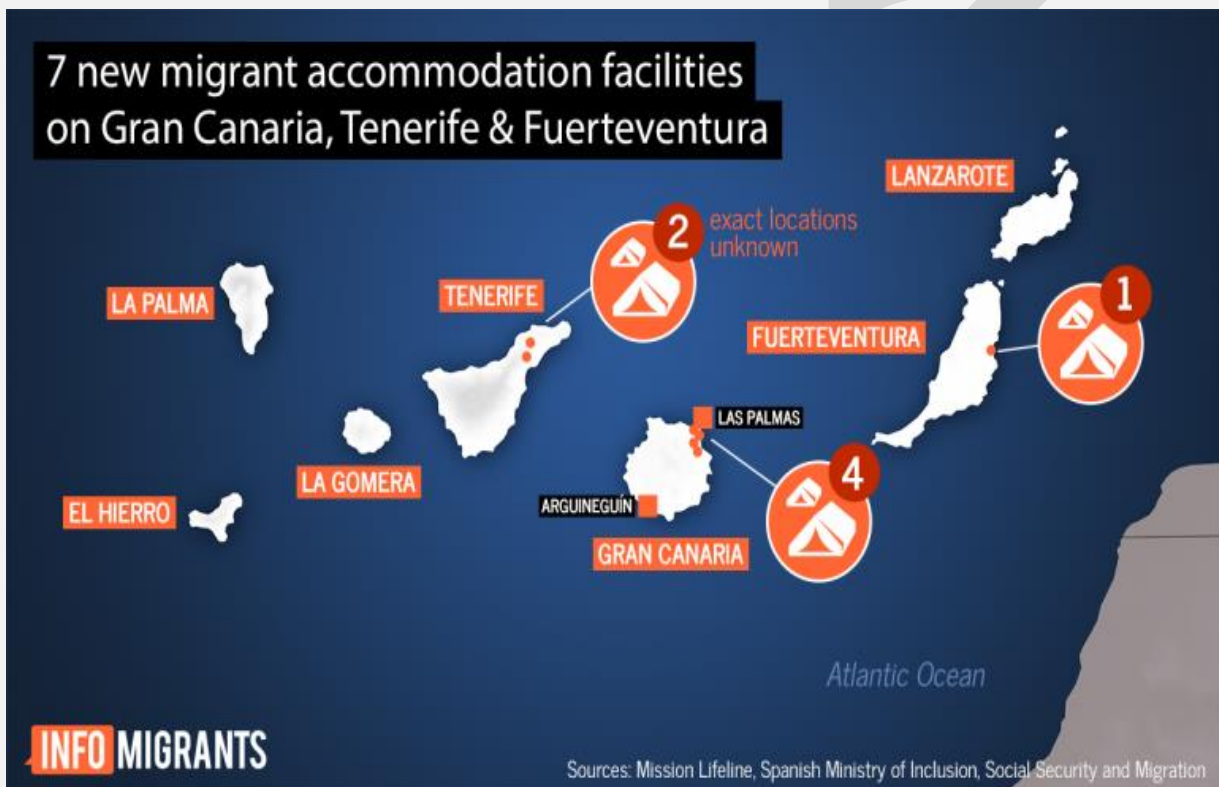 7 new migrant accommodation facilities
on Gran Canaria, Tenerife & Fuerteventura
LANZAROTE
2
exact locations
unknown
LA PALMA
TENERIFE
1
FUERTEVENTURA
LAS PALMAS
LA GOMERA
4
EL HIERRO
ARGUINEGUÍN
GRAN CANARIA
Atlantic Ocean
INFO MIGRANTS
Sources: Mission Lifeline, Spanish Ministry of Inclusion, Social Security and Migration